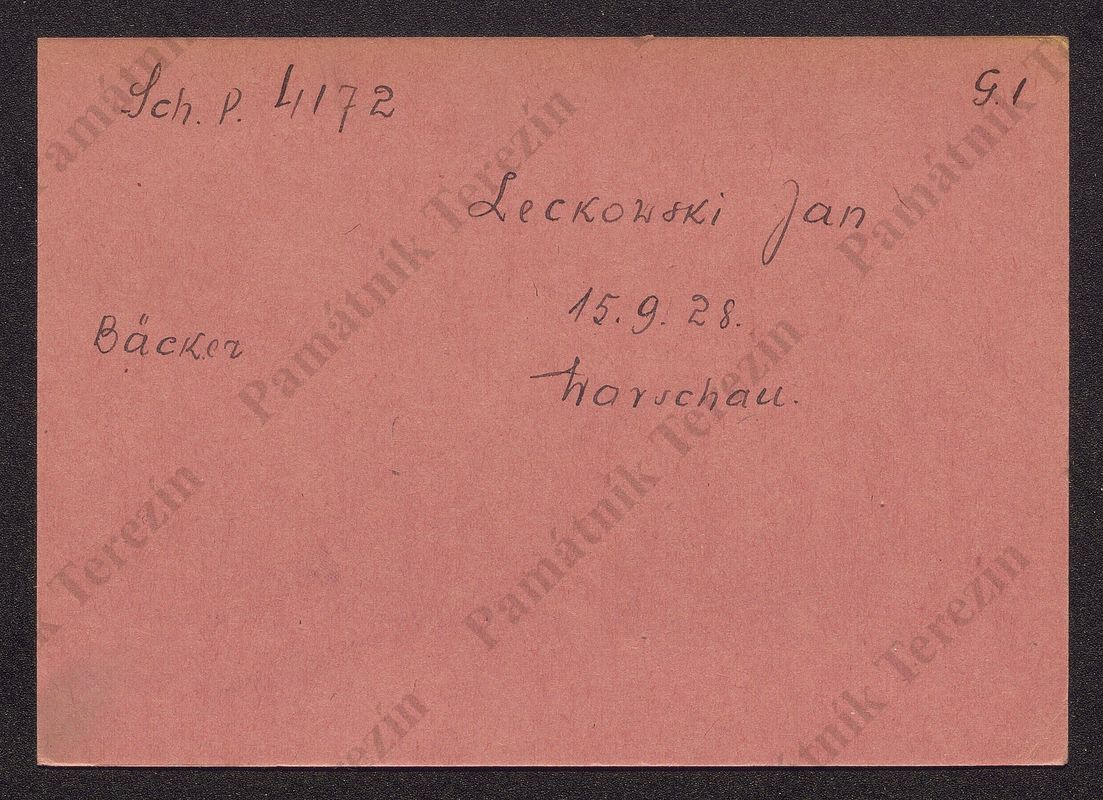 Sch. P. 4172
G. 1
Leckowski Jan
15. 9. 28.
Bäcker
Warschau.
Památník Terezín